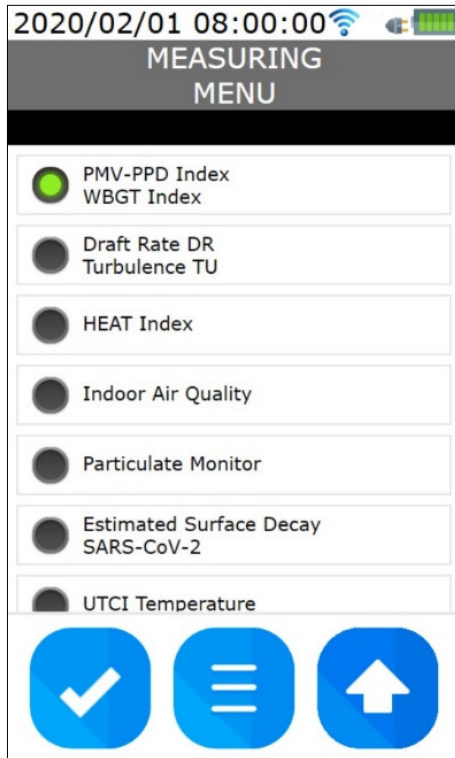 2020/02/01 08:00:00
MEASURING
MENU
PMV-PPD Index
WBGT Index
Draft Rate DR
Turbulence TU
HEAT Index
Indoor Air Quality
Particulate Monitor
Estimated Surface Decay
SARS-CoV-2
UTCI Temperature